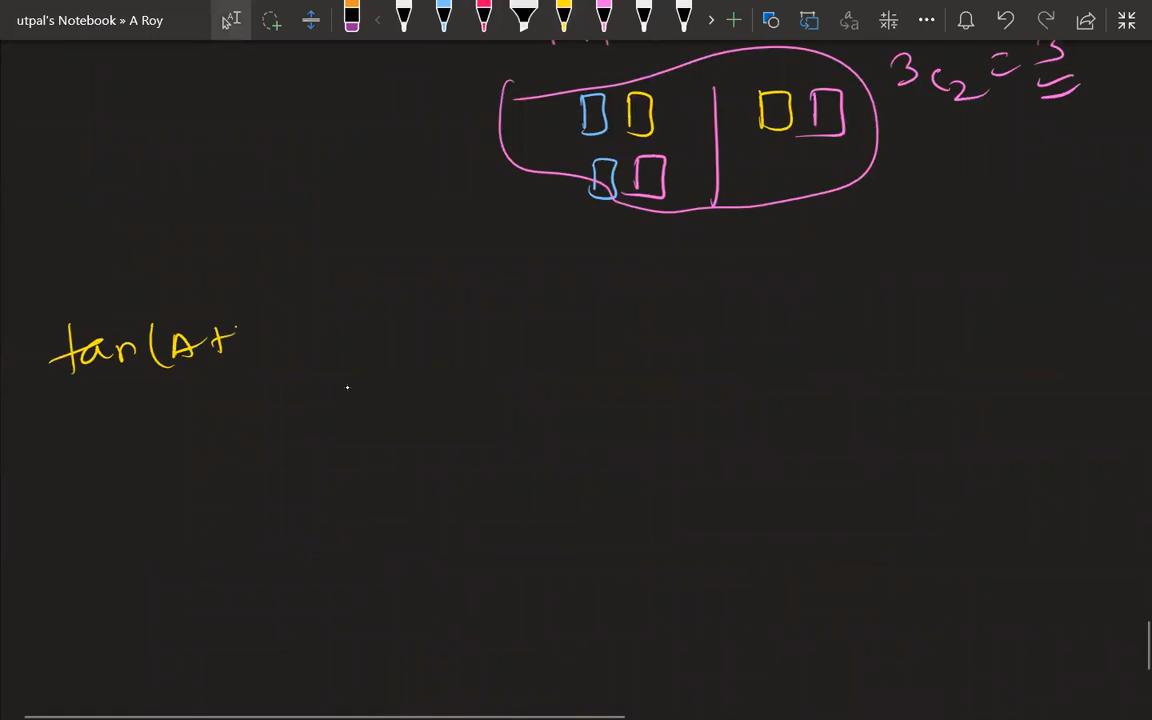 utpal's Notebook » A Roy
3c2 = 3
tan(A+